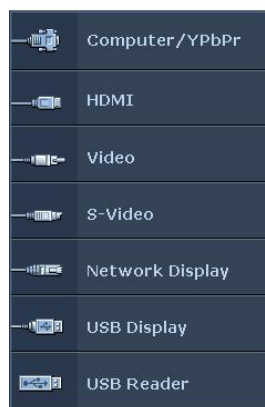 Computer/YPbPr
HDMI
Video
S-Video
Network Display
USB Display
USB Reader